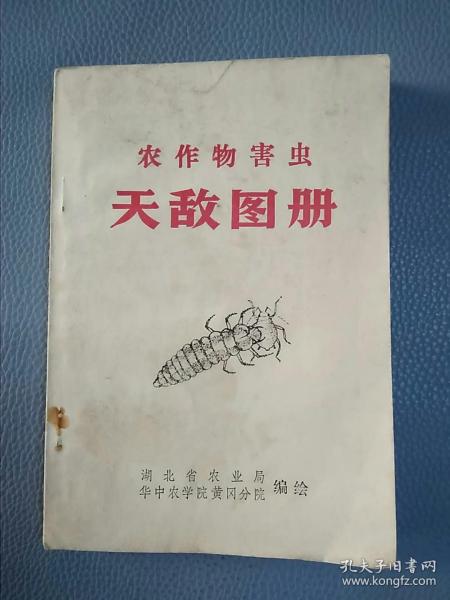 农作物害虫
天敌图册
湖北省农业局
华中农学院黄冈分院
编绘
孔夫子旧书网
www.kongfz.com